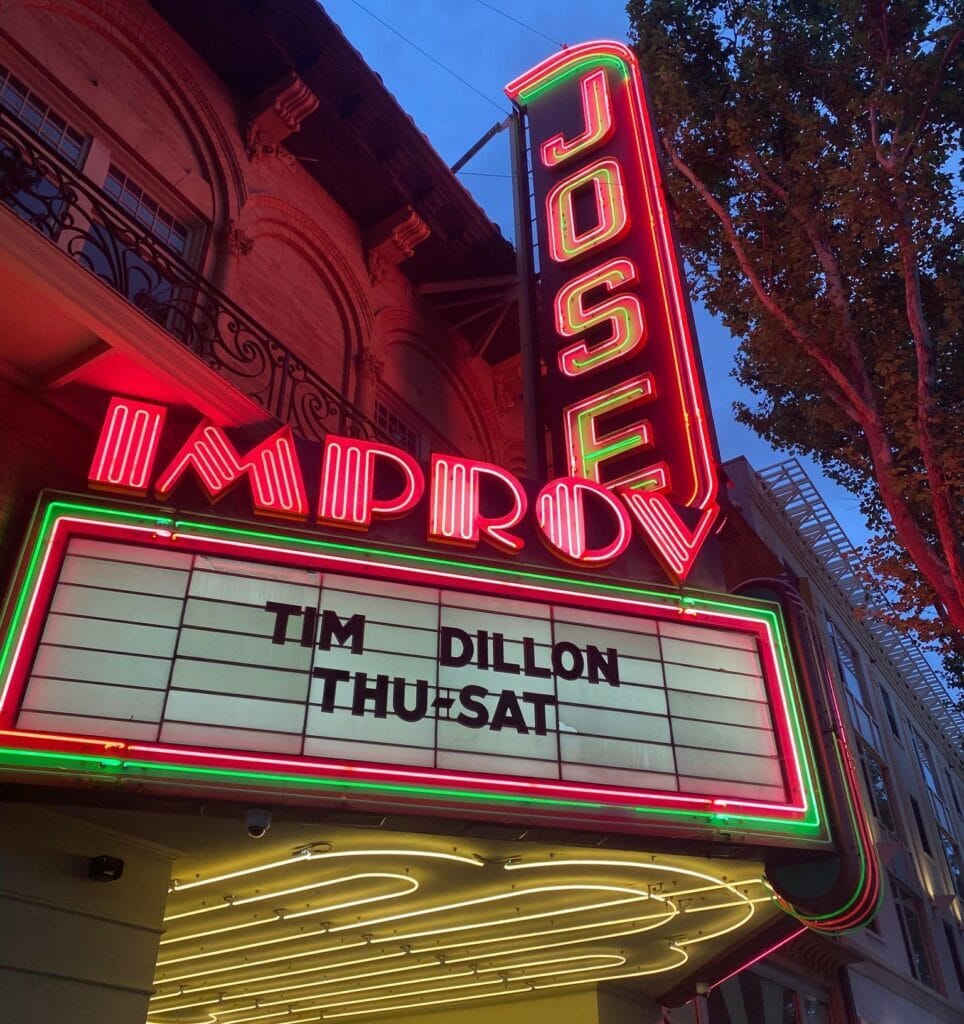 JOSE
IMPROV
TIM DILLON
THU-SAT